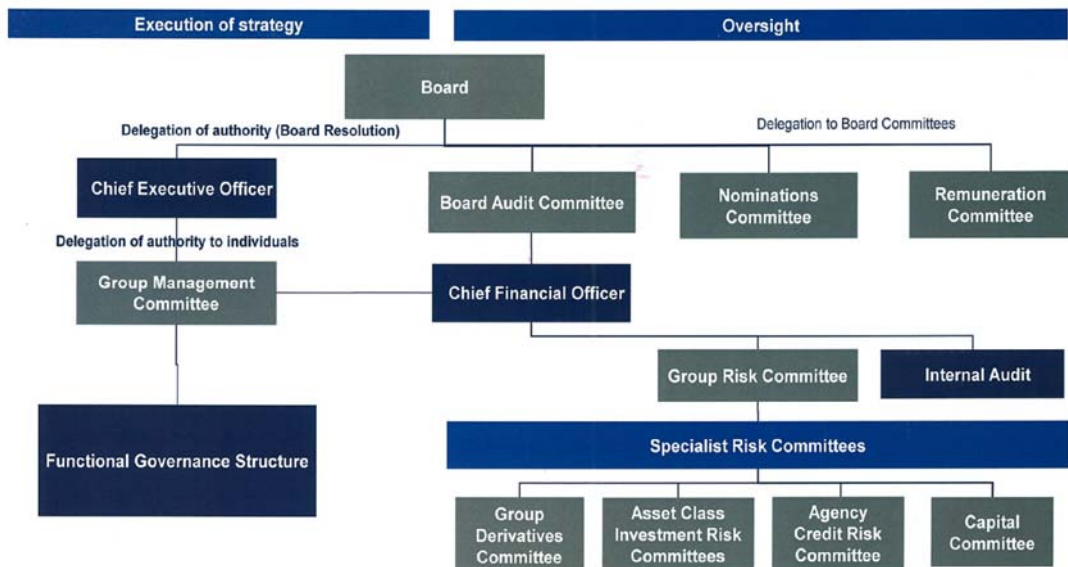 Execution of strategy
Oversight
Board
Delegation of authority (Board Resolution)
Delegation to Board Committees
Chief Executive Officer
Board Audit Committee
Nominations
Committee
Remuneration
Committee
Delegation of authority to individuals
Group Management
Committee
Chief Financial Officer
Group Risk Committee
Internal Audit
Functional Governance Structure
Specialist Risk Committees
Group
Derivatives
Committee
Asset Class
Investment Risk
Committees
Agency
Credit Risk
Committee
Capital
Committee